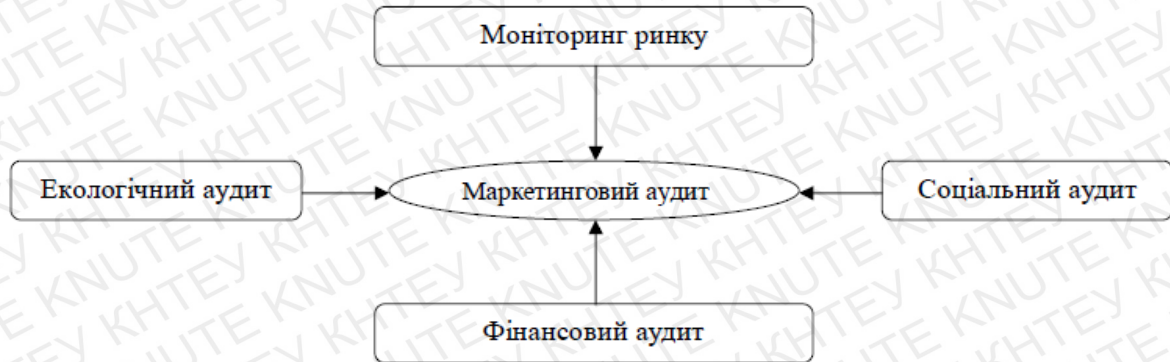 Моніторинг ринку
Екологічний аудит
Маркетинговий аудит
Соціальний аудит
Фінансовий аудит